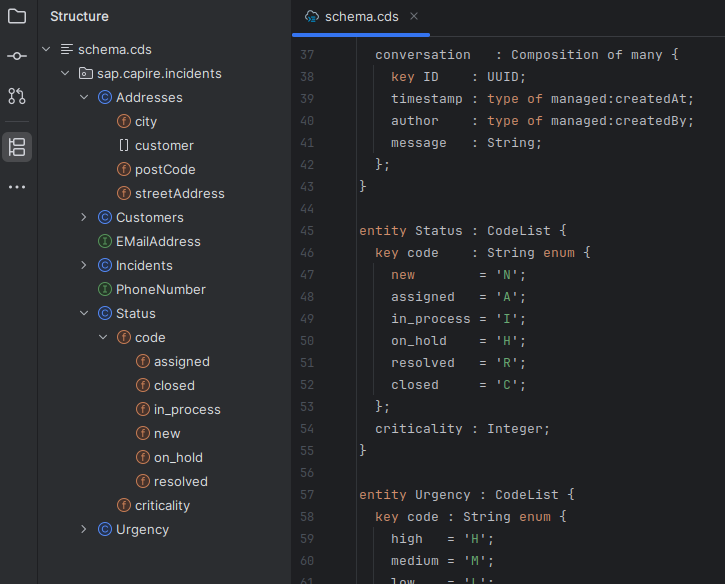 Structure
schema.cds
sap.capire.incidents
Addresses
city
customer
postCode
streetAddress
Customers
EMailAddress
Incidents
PhoneNumber
Status
code
assigned
closed
in_process
new
on_hold
resolved
criticality
Urgency
schema.cds
37 conversation : Composition of many {
38 key ID : UUID;
39 timestamp : type of managed:createdAt;
40 author : type of managed:createdBy;
41 message : String;
42 };
43 }
44
45 entity Status : CodeList {
46 key code : String enum {
47 new = 'N';
48 assigned = 'A';
49 in_process = 'I';
50 on_hold = 'H';
51 resolved = 'R';
52 closed = 'C';
53 };
54 criticality : Integer;
55 }
56
57 entity Urgency : CodeList {
58 key code : String enum {
59 high = 'H';
60 medium = 'M';
61 low = 'L';